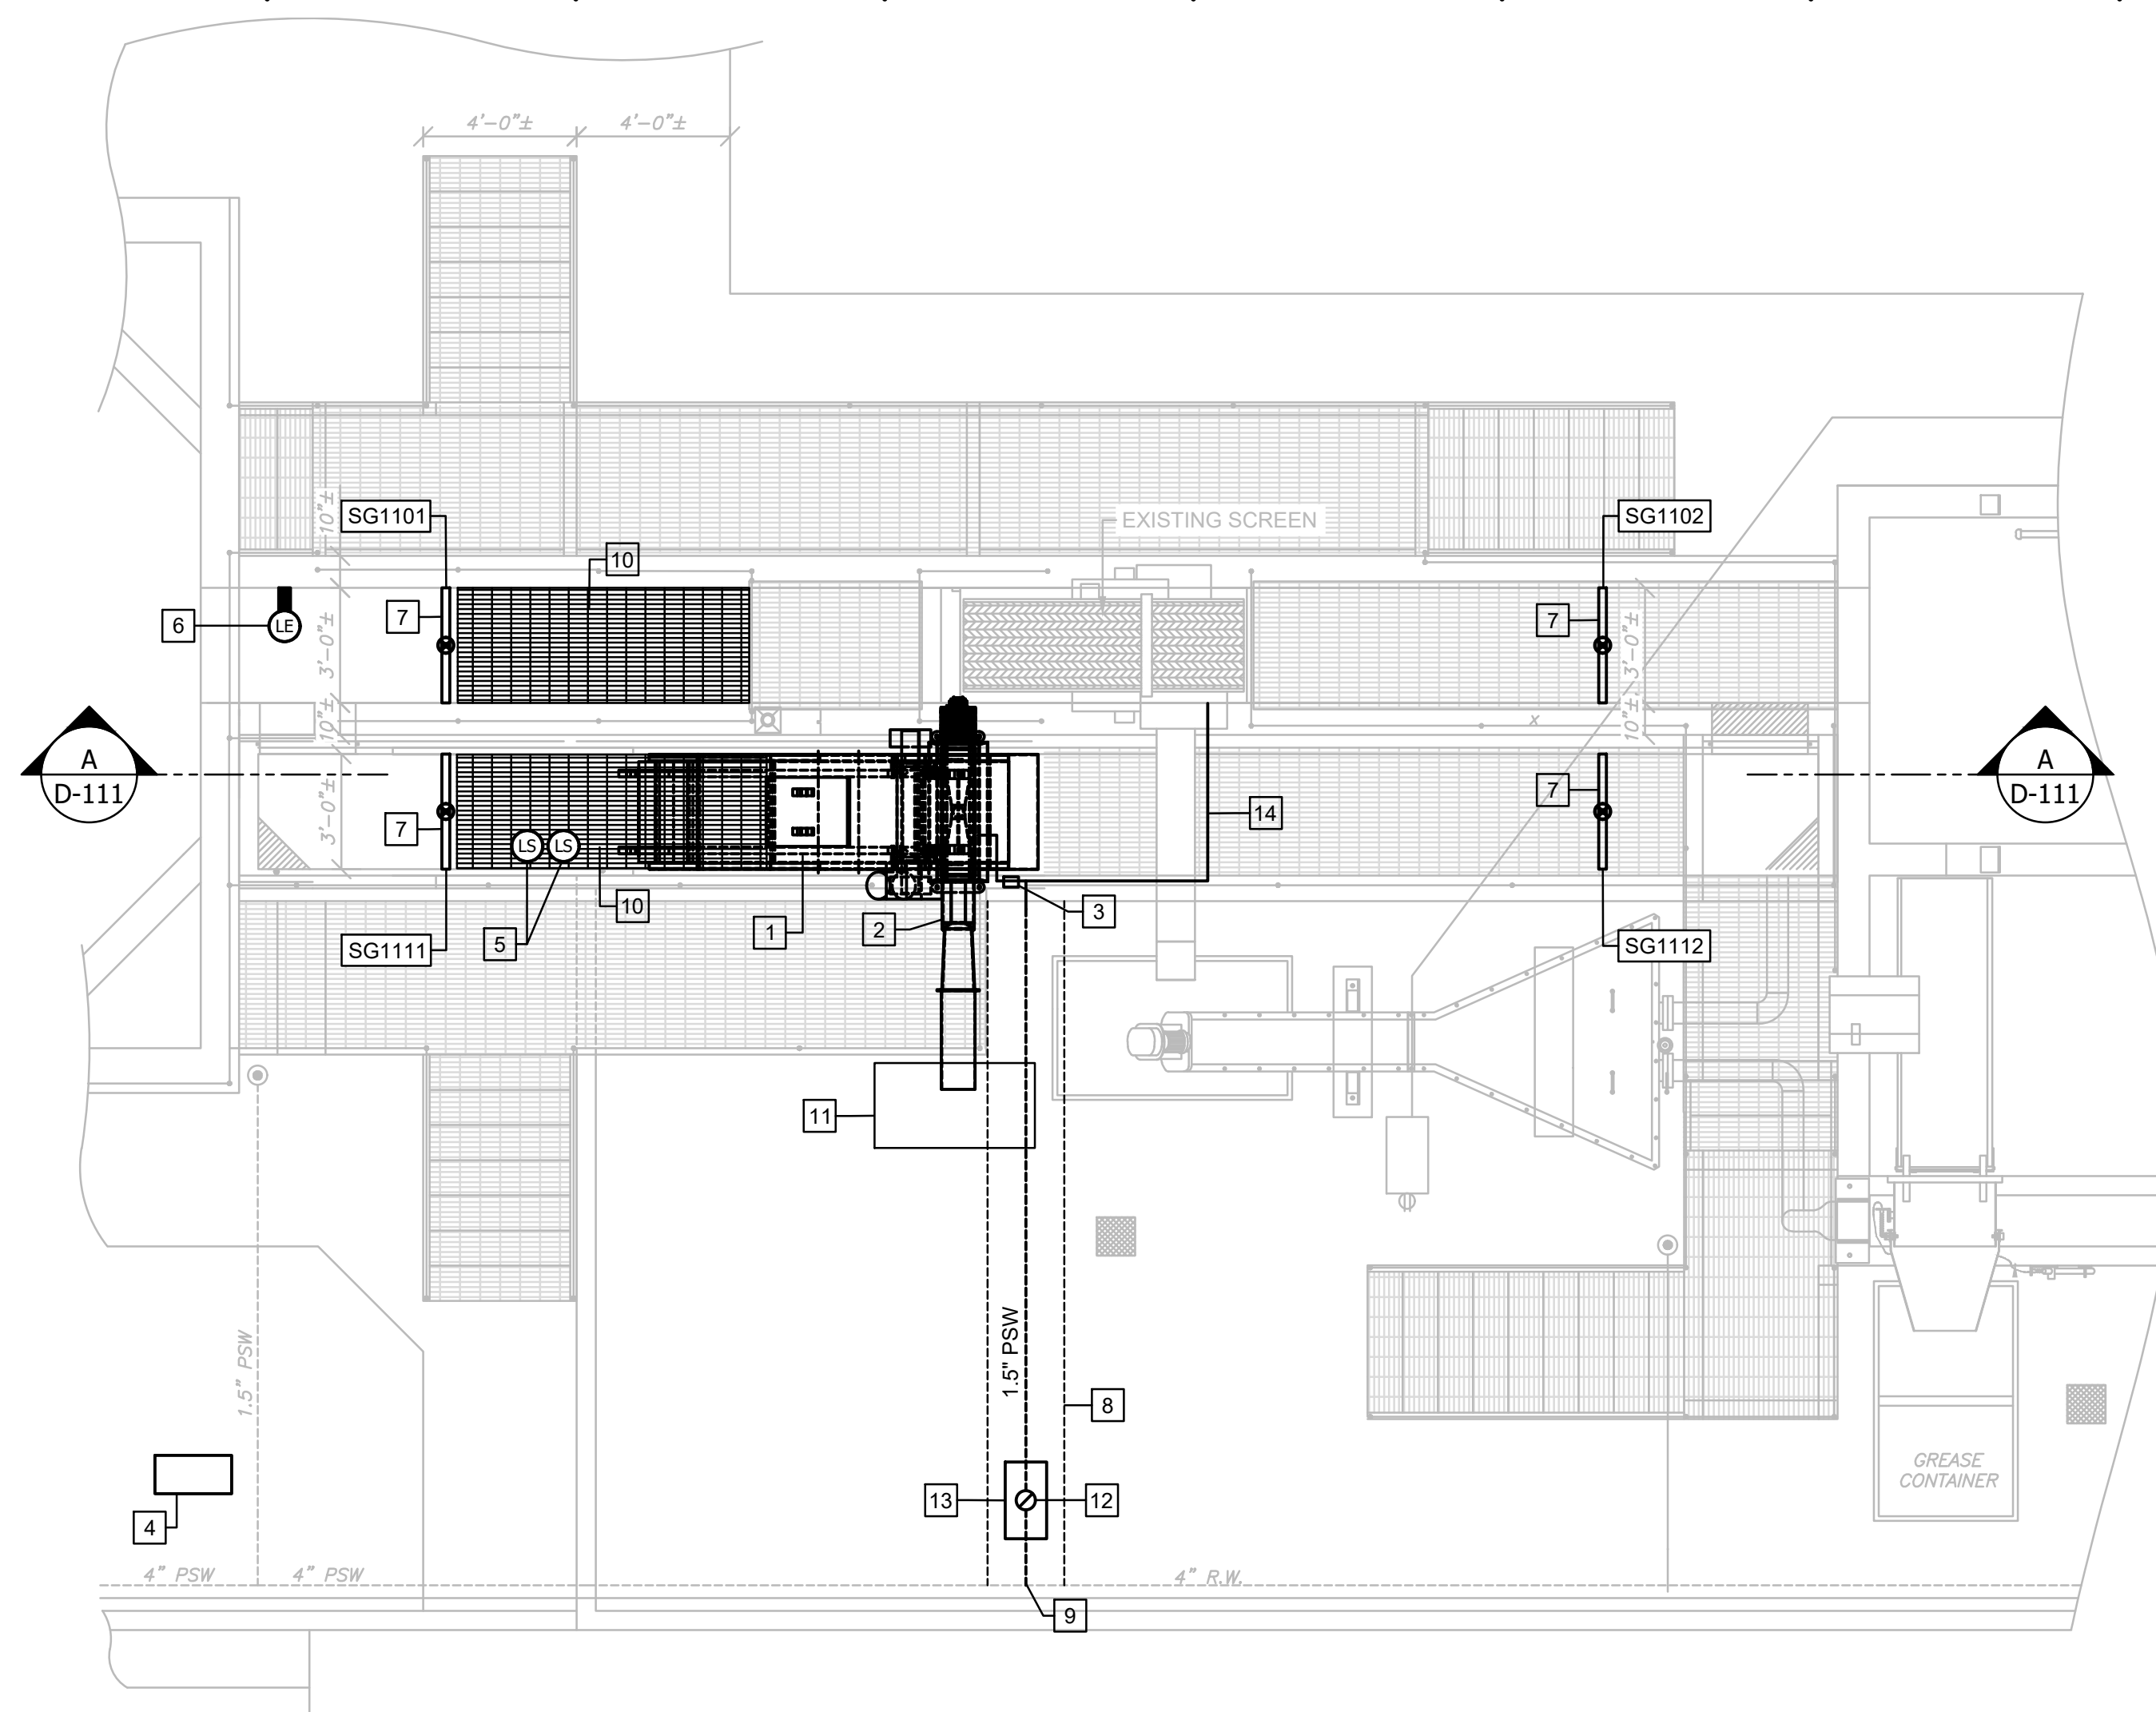 4'-0"±
4'-0"±
10"±
SG1101
EXISTING SCREEN
SG1102
10
6
LE
7
7
3'-0"±
3'-0"±
10"±
10"±
x
A
D-111
A
D-111
7
7
3'-0"±
14
LS
LS
SG1111
5
10
1
2
3
SG1112
11
1.5" PSW
1.5" PSW
8
GREASE
CONTAINER
13
12
4
4" PSW
4" PSW
4" R.W.
9